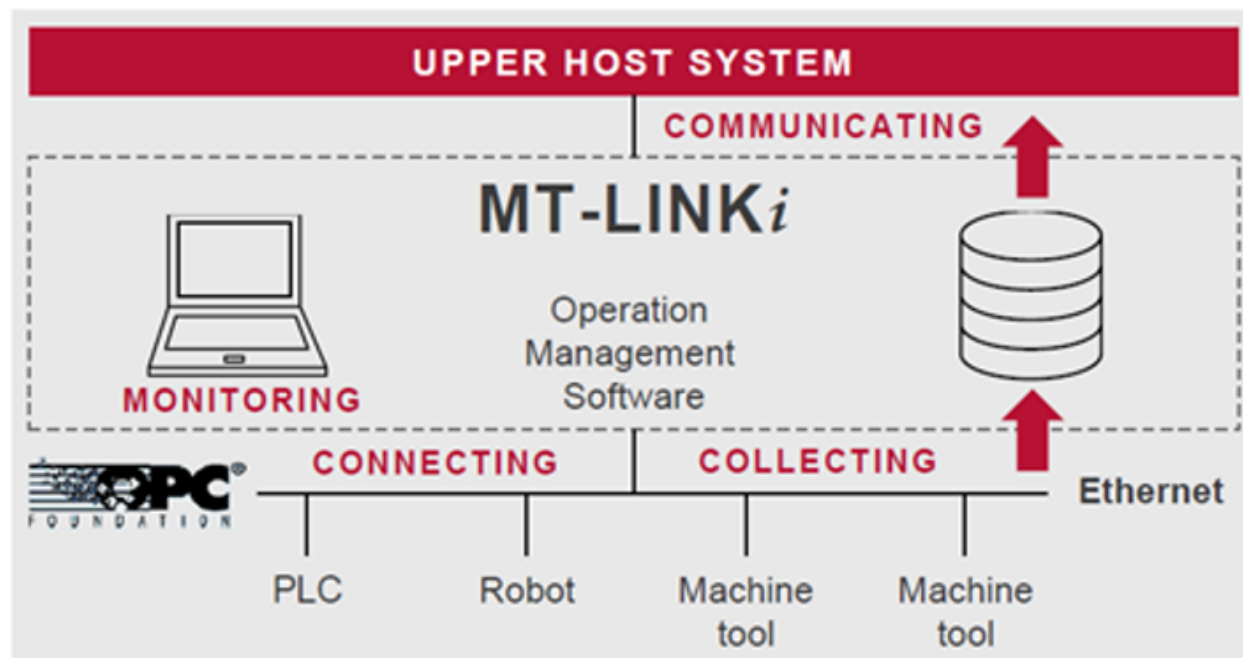 UPPER HOST SYSTEM
COMMUNICATING
MT-LINKi
Operation
Management
Software
MONITORING
CONNECTING
COLLECTING
OPC®
FOUNDATION
Ethernet
PLC
Robot
Machine
tool
Machine
tool